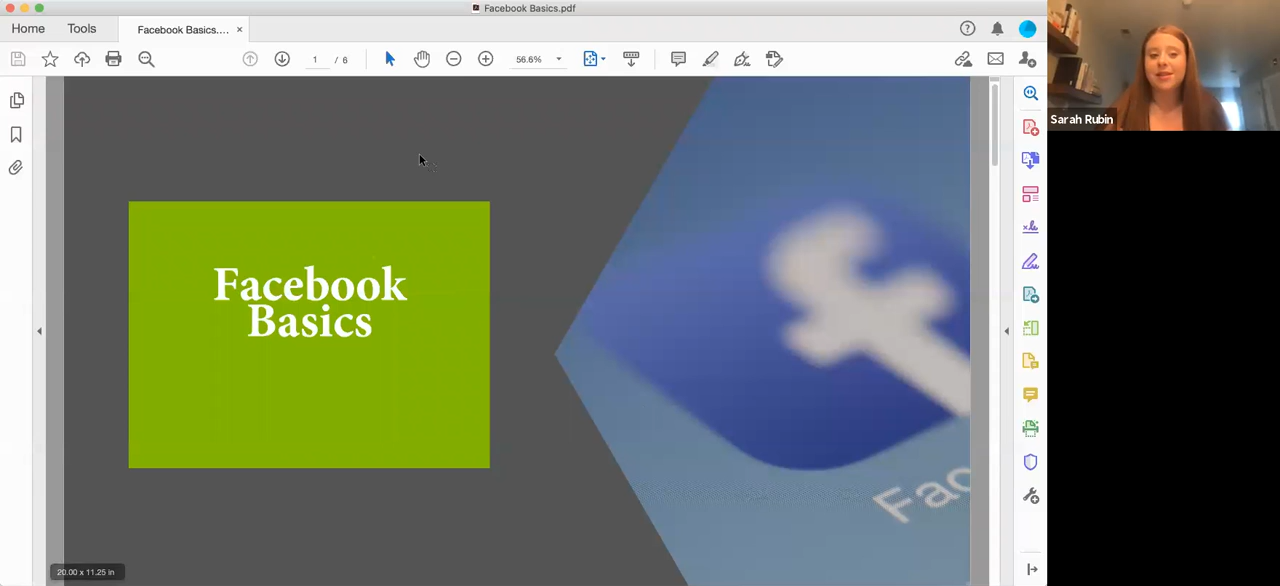 Facebook Basics.pdf
Home
Tools
Facebook Basics....
×
1 / 6
56.6%
Sarah Rubin
Facebook
Basics
Fac
20.00 x 11.25 in